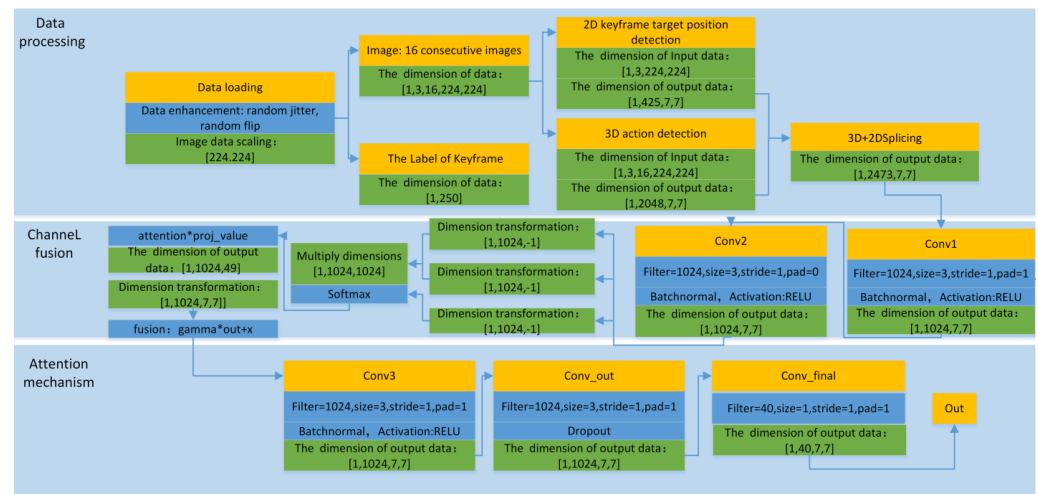 Data
processing
Data loading
Data enhancement: random jitter,
random flip
Image data scaling：
[224.224]
Image: 16 consecutive images
The dimension of data：
[1,3,16,224,224]
The Label of Keyframe
The dimension of data：
[1,250]
2D keyframe target position
detection
The dimension of Input data：
[1,3,224,224]
The dimension of output data：
[1,425,7,7]
3D action detection
The dimension of Input data：
[1,3,16,224,224]
The dimension of output data：
[1,2048,7,7]
3D+2DSplicing
The dimension of output data：
[1,2473,7,7]
ChanneL
fusion
attention*proj_value
The dimension of output
data：[1,1024,49]
Dimension transformation：
[1,1024,7,7]]
fusion：gamma*out+x
Multiply dimensions
[1,1024,1024]
Softmax
Dimension transformation：
[1,1024,-1]
Dimension transformation：
[1,1024,-1]
Dimension transformation：
[1,1024,-1]
Conv2
Filter=1024,size=3,stride=1,pad=0
Batchnormal，Activation:RELU
The dimension of output data：
[1,1024,7,7]
Conv1
Filter=1024,size=3,stride=1,pad=1
Batchnormal，Activation:RELU
The dimension of output data：
[1,1024,7,7]
Attention
mechanism
Conv3
Filter=1024,size=3,stride=1,pad=1
Batchnormal，Activation:RELU
The dimension of output data：
[1,1024,7,7]
Conv_out
Filter=1024,size=3,stride=1,pad=1
Dropout
The dimension of output data：
[1,1024,7,7]
Conv_final
Filter=40,size=1,stride=1,pad=1
The dimension of output data：
[1,40,7,7]
Out